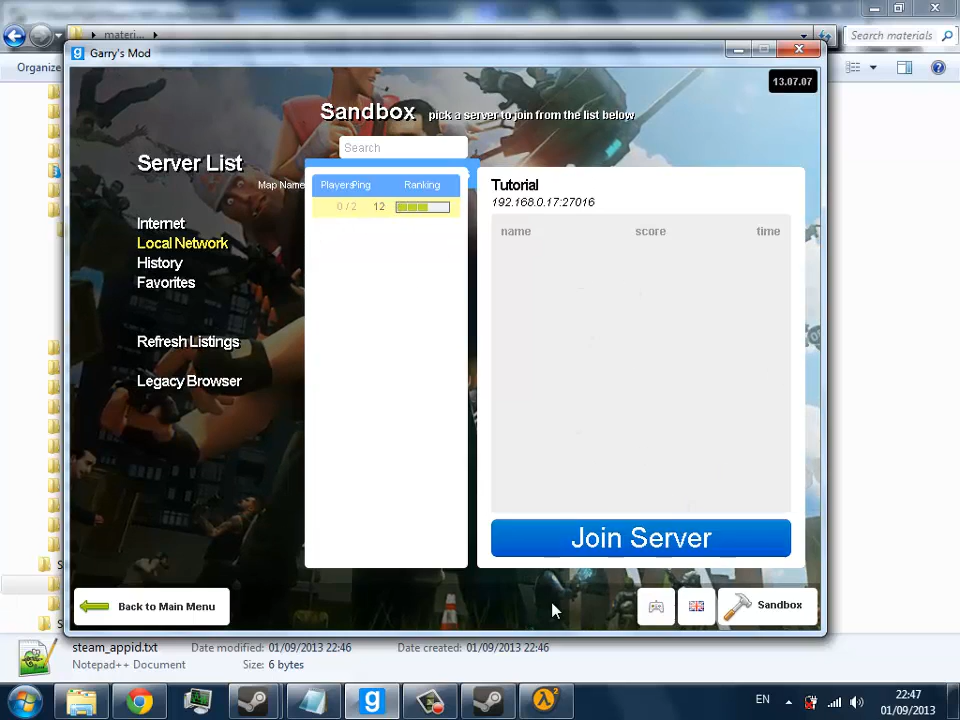 materi...
Search materials
Organize
Garry's Mod
13.07.07
Sandbox pick a server to join from the list below
Search
Server List
Map Name Players Ping Ranking
0 / 2 12
Internet
Local Network
History
Favorites
Refresh Listings
Legacy Browser
Tutorial
192.168.0.17:27016
name score time
Join Server
Back to Main Menu
Sandbox
steam_appid.txt Date modified: 01/09/2013 22:46 Date created: 01/09/2013 22:46
Notepad++ Document Size: 6 bytes
EN
22:47
01/09/2013